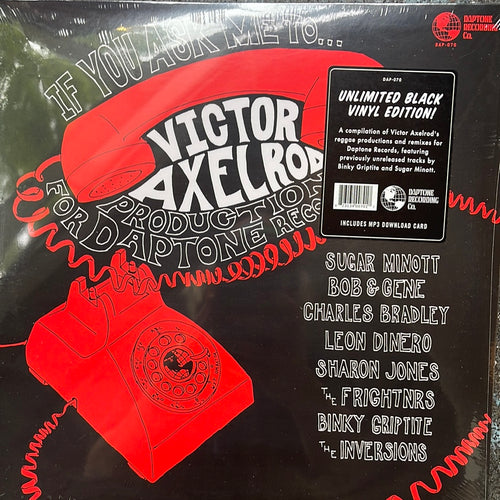 IF YOU ASK ME TO...
VICTOR
AXELROD
PRODUCTION
FOR DAPTONE REC
DAPTONE
RECORDING
Co.
DAP-070
DAP-070
UNLIMITED BLACK
VINYL EDITION!
A compilation of Victor Axelrod's
reggae productions and remixes for
Daptone Records, featuring
previously unreleased tracks by
Binky Griptite and Sugar Minott.
DAPTONE
RECORDING
Co.
INCLUDES MP3 DOWNLOAD CARD
SUGAR MINOTT
BOB & GENE
CHARLES BRADLEY
LEON DINERO
SHARON JONES
THE FRIGHTNRS
BINKY GRIPTITE
THE INVERSIONS